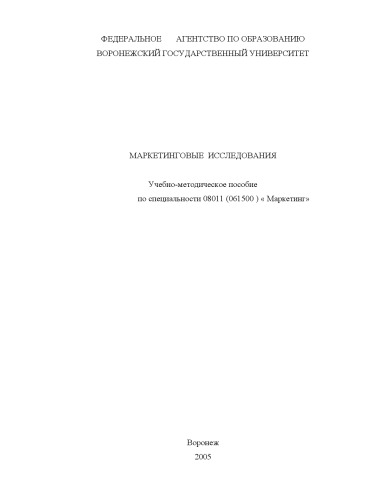 ФЕДЕРАЛЬНОЕ АГЕНТСТВО ПО ОБРАЗОВАНИЮ
ВОРОНЕЖСКИЙ ГОСУДАРСТВЕННЫЙ УНИВЕРСИТЕТ
МАРКЕТИНГОВЫЕ ИССЛЕДОВАНИЯ
Учебно-методическое пособие
по специальности 08011 (061500 ) « Маркетинг»
Воронеж
2005